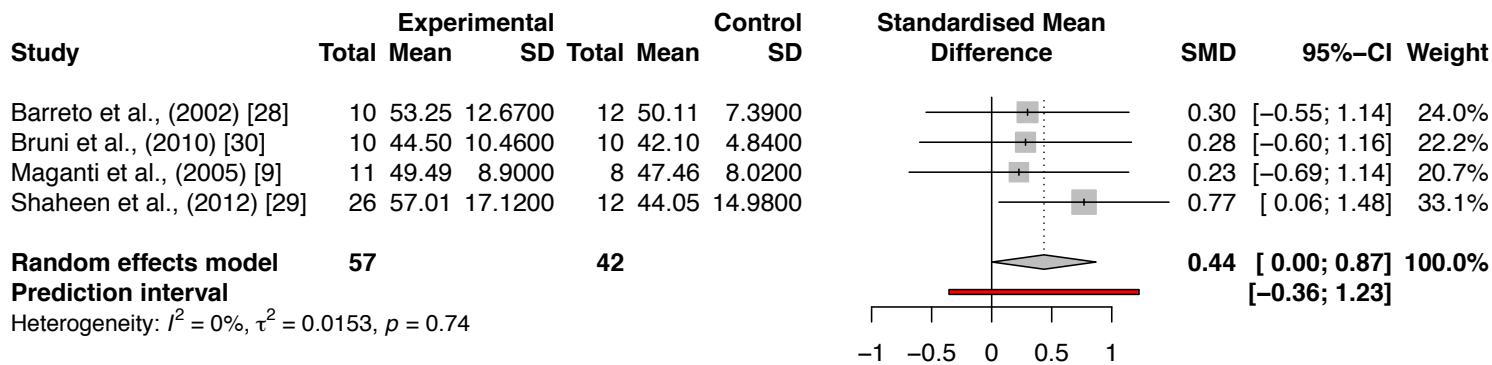 Experimental Control Standardised Mean
Study Total Mean SD Total Mean SD Difference SMD 95%−CI Weight
Barreto et al., (2002) [28] 10 53.25 12.6700 12 50.11 7.3900 0.30 [−0.55; 1.14] 24.0%
Bruni et al., (2010) [30] 10 44.50 10.4600 10 42.10 4.8400 0.28 [−0.60; 1.16] 22.2%
Maganti et al., (2005) [9] 11 49.49 8.9000 8 47.46 8.0200 0.23 [−0.69; 1.14] 20.7%
Shaheen et al., (2012) [29] 26 57.01 17.1200 12 44.05 14.9800 0.77 [ 0.06; 1.48] 33.1%
Random effects model 57 42 0.44 [ 0.00; 0.87] 100.0%
Prediction interval [−0.36; 1.23]
Heterogeneity: I² = 0%, τ² = 0.0153, p = 0.74
−1 −0.5 0 0.5 1